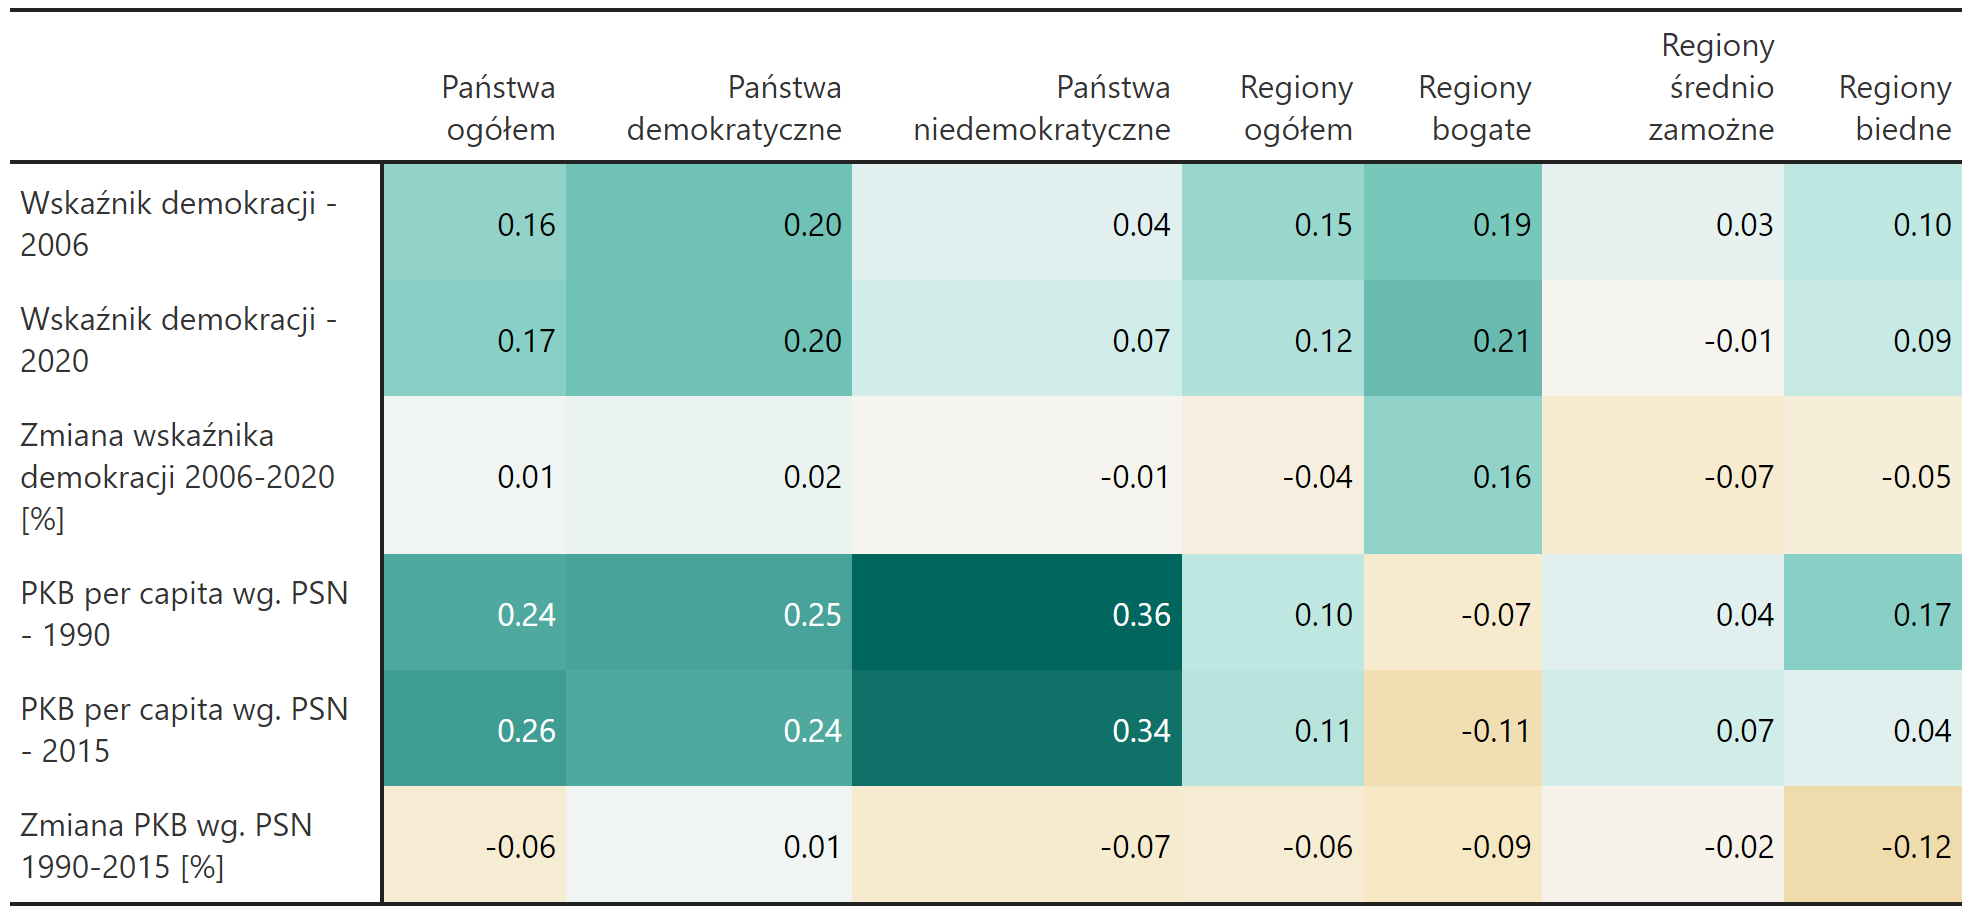 Państwa ogółem	Państwa demokratyczne	Państwa niedemokratyczne	Regiony ogółem	Regiony bogate	Regiony średnio zamożne	Regiony biedne
Wskaźnik demokracji - 2006	0.16	0.20	0.04	0.15	0.19	0.03	0.10
Wskaźnik demokracji - 2020	0.17	0.20	0.07	0.12	0.21	-0.01	0.09
Zmiana wskaźnika demokracji 2006-2020 [%]	0.01	0.02	-0.01	-0.04	0.16	-0.07	-0.05
PKB per capita wg. PSN - 1990	0.24	0.25	0.36	0.10	-0.07	0.04	0.17
PKB per capita wg. PSN - 2015	0.26	0.24	0.34	0.11	-0.11	0.07	0.04
Zmiana PKB wg. PSN 1990-2015 [%]	-0.06	0.01	-0.07	-0.06	-0.09	-0.02	-0.12